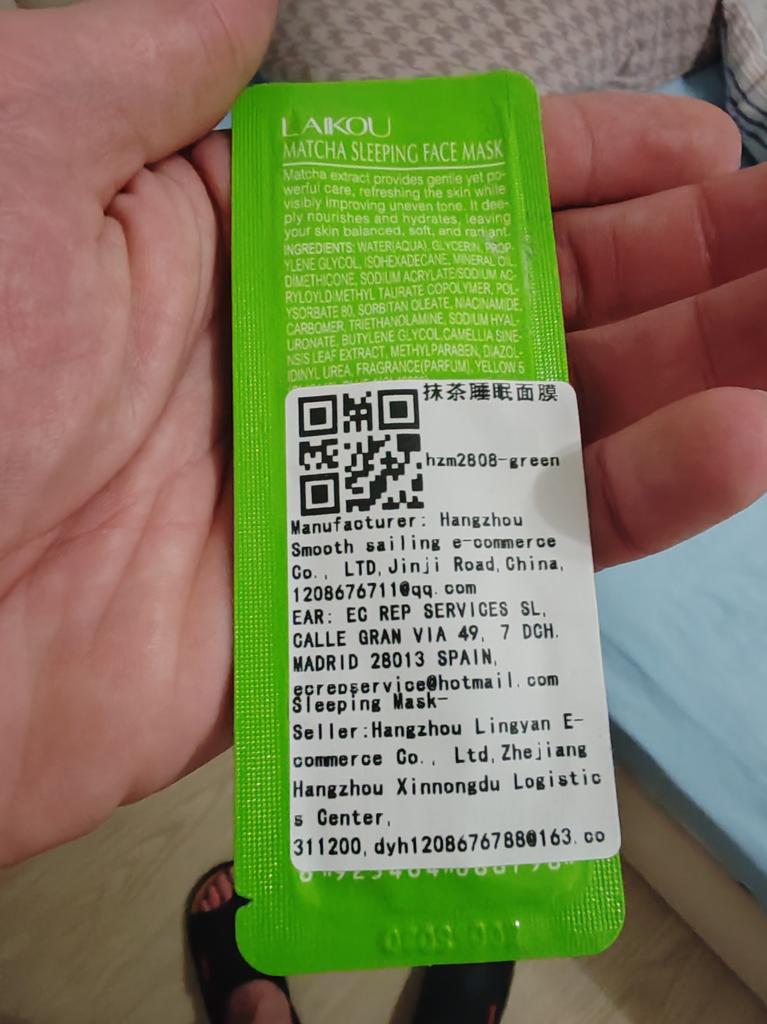 LAIKOU
MATCHA SLEEPING FACE MASK
Matcha extract provides gentle yet po-
werful care, refreshing the skin while
visibly improving uneven tone. It dee-
ply nourishes and hydrates, leaving
your skin balanced, soft, and radiant.
INGREDIENTS: WATER(AQUA), GLYCERIN, PROP-
YLENE GLYCOL, ISOHEXADECANE, MINERAL OIL,
DIMETHICONE, SODIUM ACRYLATE/SODIUM AC-
RYLOYLDIMETHYL TAURATE COPOLYMER, POL-
YSORBATE 80, SORBITAN OLEATE, NIACINAMIDE,
CARBOMER, TRIETHANOLAMINE, SODIUM HYAL-
URONATE, BUTYLENE GLYCOL,CAMELLIA SINE-
NSIS LEAF EXTRACT, METHYLPARABEN, DIAZOL-
IDINYL UREA, FRAGRANCE(PARFUM), YELLOW 5
抹茶睡眠面膜
hzm2808-green
Manufacturer: Hangzhou
Smooth sailing e-commerce
Co., LTD,Jinji Road,China,
1208676711@qq.com
EAR: EC REP SERVICES SL,
CALLE GRAN VIA 49, 7 DCH.
MADRID 28013 SPAIN,
ecrepservice@hotmail.com
Sleeping Mask-
Seller:Hangzhou Lingyan E-
commerce Co., Ltd,Zhejiang
Hangzhou Xinnongdu Logistic
s Center,
311200,dyh1208676788@163.co